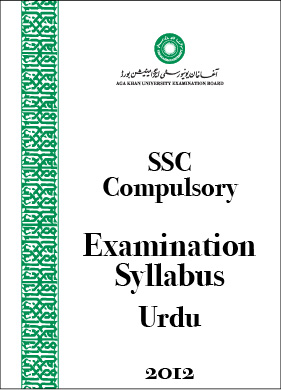 آغا خان یونیورسٹی ایگزامینیشن بورڈ
AGA KHAN UNIVERSITY EXAMINATION BOARD
SSC
Compulsory
Examination
Syllabus
Urdu
2012